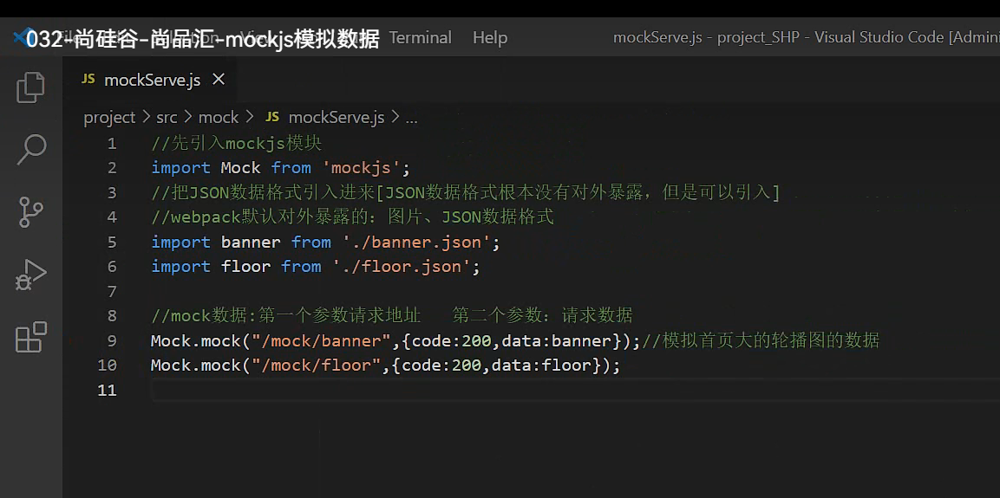 032-尚硅谷-尚品汇-mockjs模拟数据
Terminal Help
mockServe.js - project_SHP - Visual Studio Code [Admini
JS mockServe.js
project > src > mock > JS mockServe.js > ...
1 //先引入mockjs模块
2 import Mock from 'mockjs';
3 //把JSON数据格式引入进来[JSON数据格式根本没有对外暴露，但是可以引入]
4 //webpack默认对外暴露的：图片、JSON数据格式
5 import banner from './banner.json';
6 import floor from './floor.json';
7
8 //mock数据:第一个参数请求地址   第二个参数：请求数据
9 Mock.mock("/mock/banner",{code:200,data:banner});//模拟首页大的轮播图的数据
10 Mock.mock("/mock/floor",{code:200,data:floor});
11